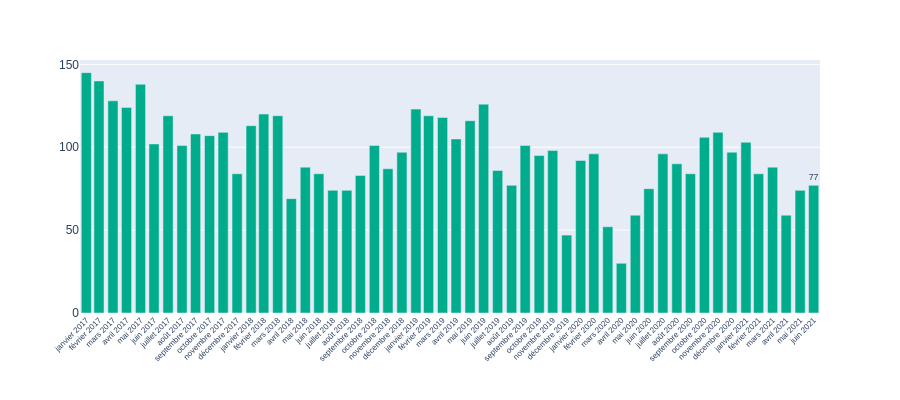 150
100
50
0
77
janvier 2017
février 2017
mars 2017
avril 2017
mai 2017
juin 2017
juillet 2017
août 2017
septembre 2017
octobre 2017
novembre 2017
décembre 2017
janvier 2018
février 2018
mars 2018
avril 2018
mai 2018
juin 2018
juillet 2018
août 2018
septembre 2018
octobre 2018
novembre 2018
décembre 2018
janvier 2019
février 2019
mars 2019
avril 2019
mai 2019
juin 2019
juillet 2019
août 2019
septembre 2019
octobre 2019
novembre 2019
décembre 2019
janvier 2020
février 2020
mars 2020
avril 2020
mai 2020
juin 2020
juillet 2020
août 2020
septembre 2020
octobre 2020
novembre 2020
décembre 2020
janvier 2021
février 2021
mars 2021
avril 2021
mai 2021
juin 2021